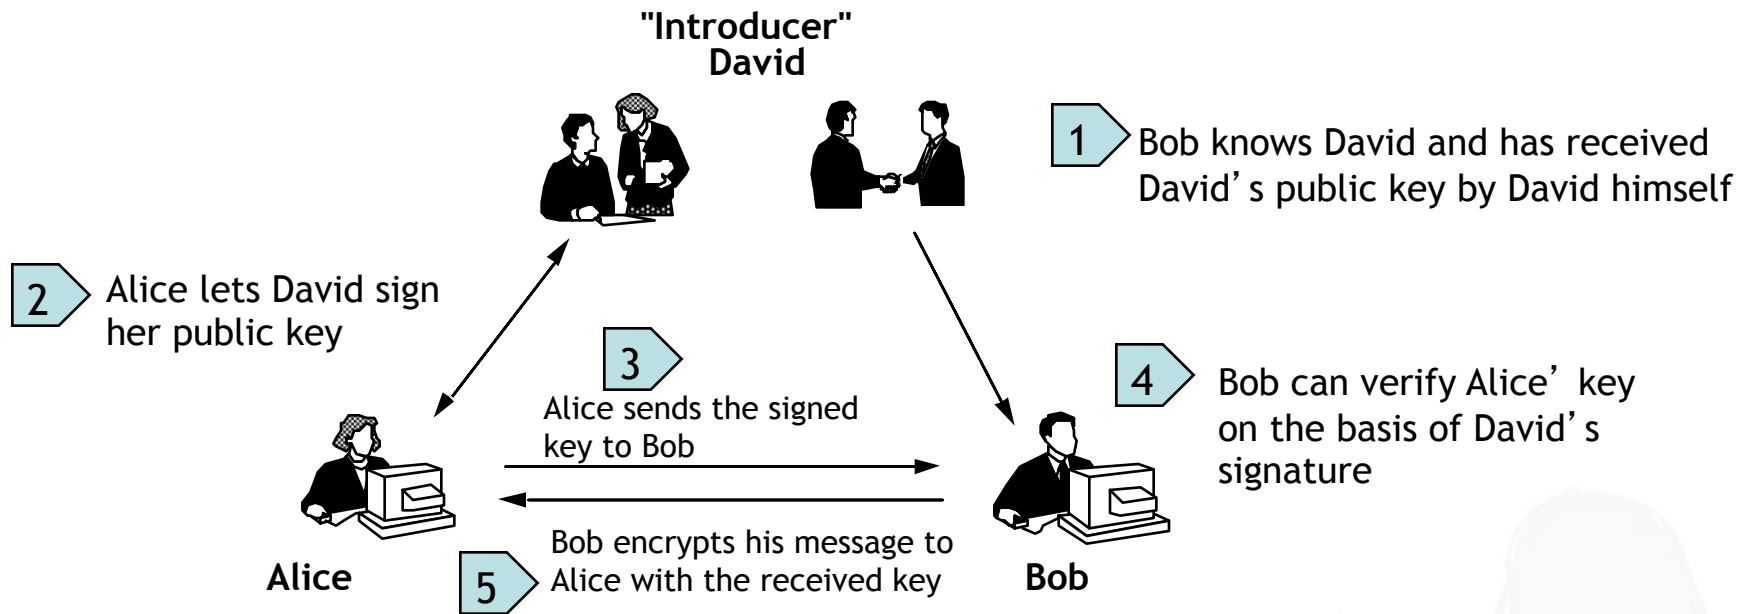 "Introducer"
David
1
Bob knows David and has received
David's public key by David himself
2
Alice lets David sign
her public key
3
Alice sends the signed
key to Bob
4
Bob can verify Alice' key
on the basis of David's
signature
Alice
5
Bob encrypts his message to
Alice with the received key
Bob